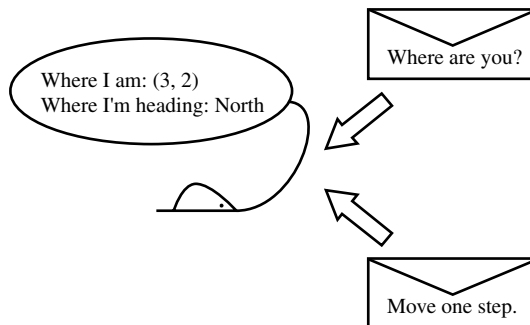 Where are you?
Where I am: (3, 2)
Where I'm heading: North
Move one step.